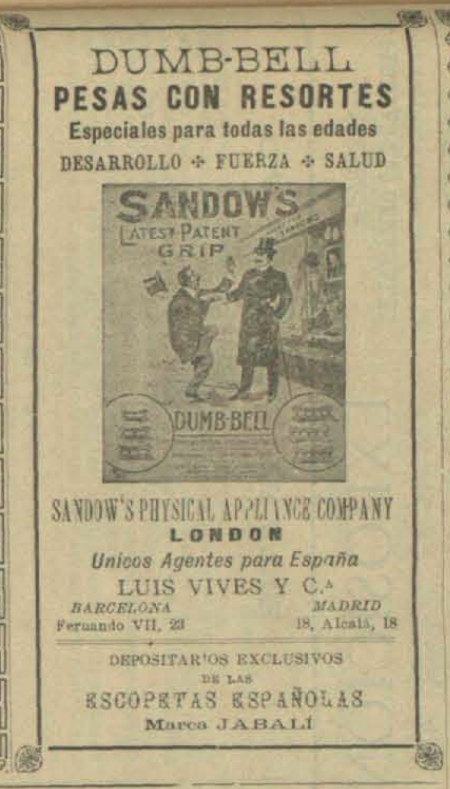 DUMB-BELL
PESAS CON RESORTES
Especiales para todas las edades
DESARROLLO ✣ FUERZA ✣ SALUD
SANDOW'S
LATEST PATENT
GRIP
DUMB-BELL
SANDOW'S PHYSICAL APPLIANCE COMPANY
LONDON
Unicos Agentes para España
LUIS VIVES Y C.ª
BARCELONA MADRID
Fernando VII, 23 18, Alcalá, 18
DEPOSITARIOS EXCLUSIVOS
DE LAS
ESCOPETAS ESPAÑOLAS
Marca JABALÍ